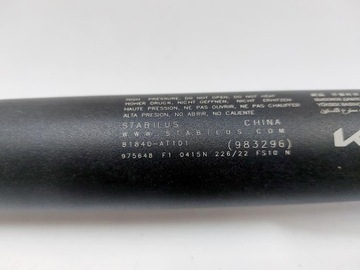 HIGH PRESSURE, DO NOT OPEN, DO NOT HEAT
HOHER DRUCK, NICHT OEFFNEN, NICHT ERHITZEN
HAUTE PRESSION, NE PAS OUVRIR, NE PAS CHAUFFER
ALTA PRESION, NO ABRIR, NO CALIENTE
STABILUS CHINA
WWW.STABILUS.COM
81840-AT101 (983296)
975648 F1 0415N 226/22 FS10 N